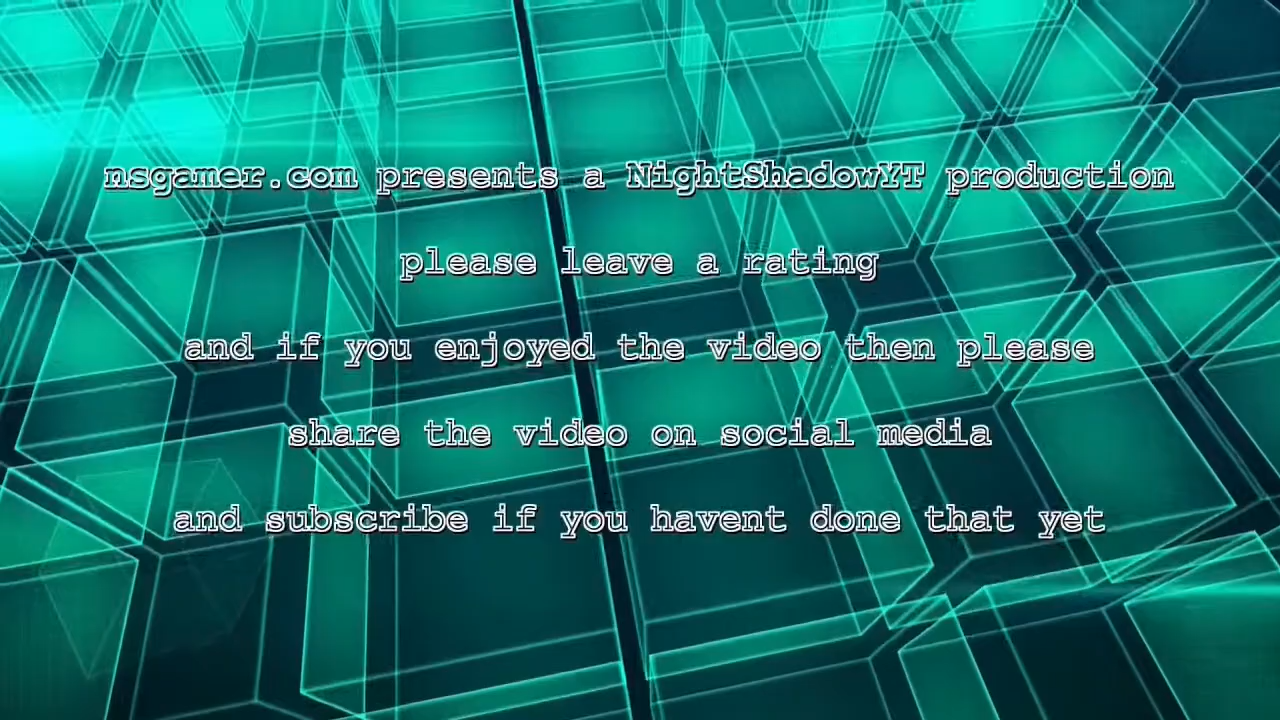 nsgamer.com presents a NightShadowYT production
please leave a rating
and if you enjoyed the video then please
share the video on social media
and subscribe if you havent done that yet